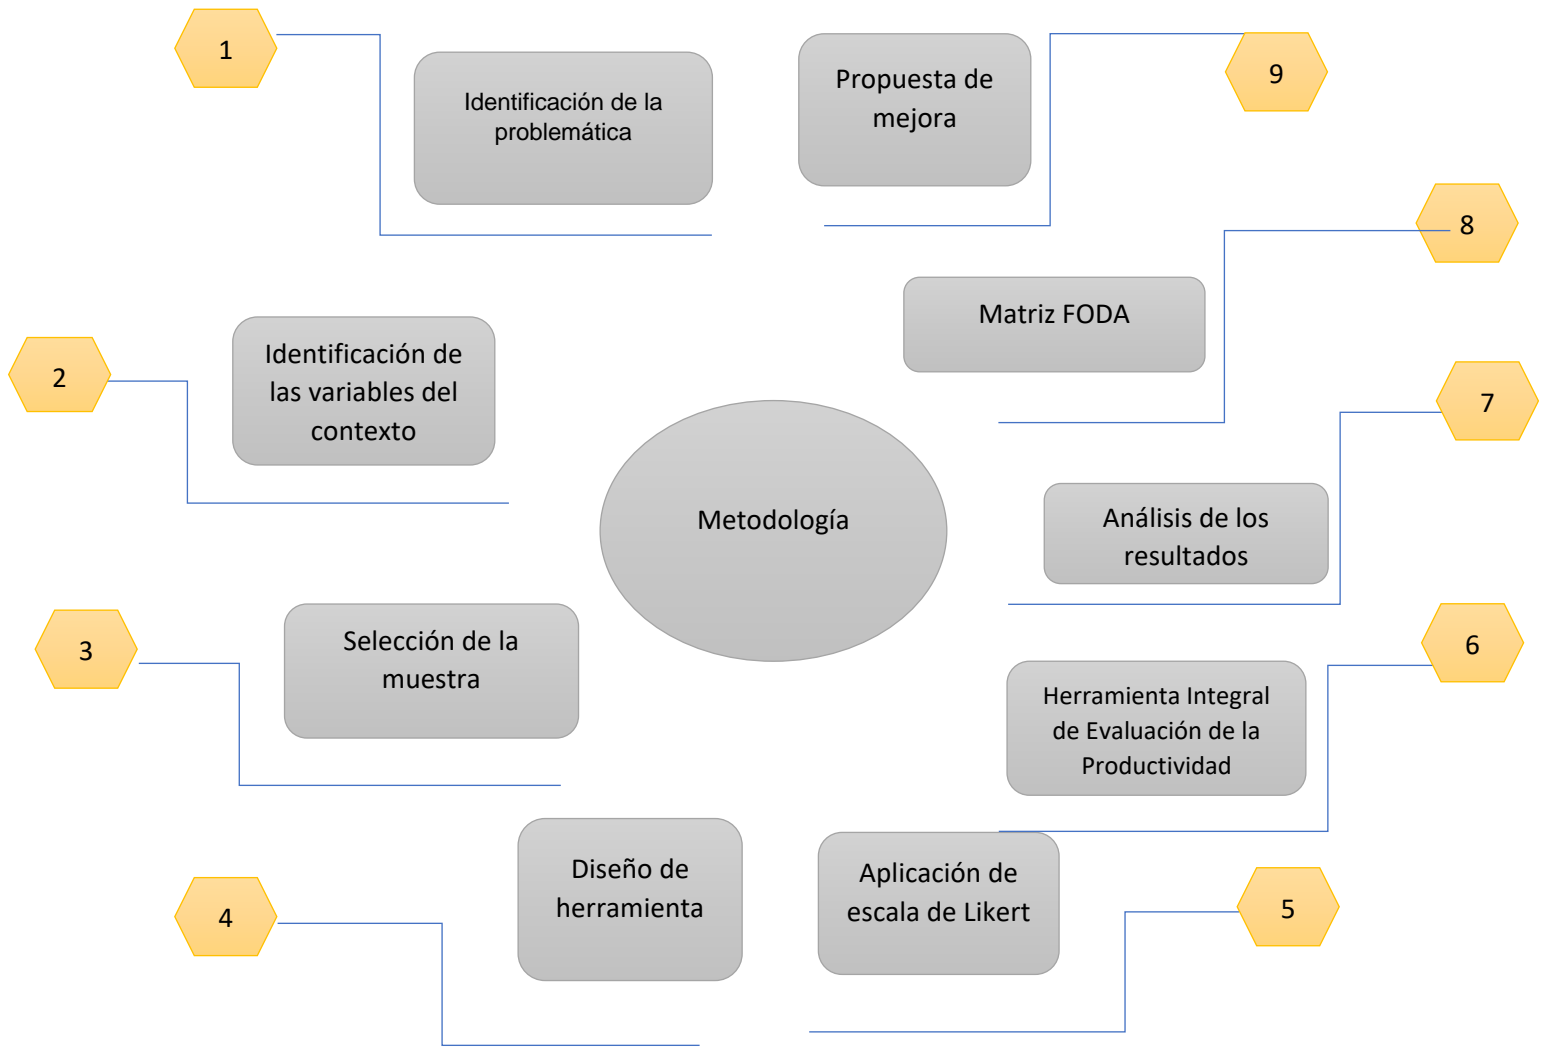 1
Identificación de la
problemática
2
Identificación de
las variables del
contexto
3
Selección de la
muestra
4
Diseño de
herramienta
5
Aplicación de
escala de Likert
6
Herramienta Integral
de Evaluación de la
Productividad
7
Análisis de los
resultados
8
Matriz FODA
9
Propuesta de
mejora
Metodología